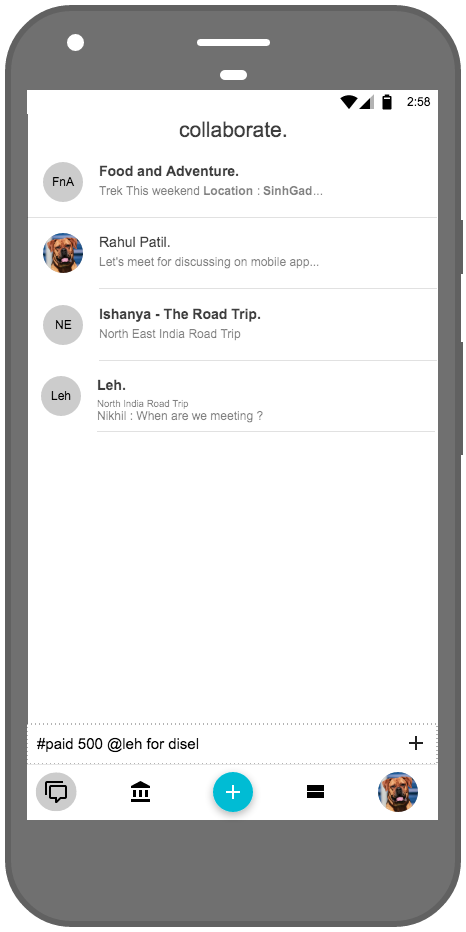 2:58
collaborate.
FnA
Food and Adventure.
Trek This weekend Location : SinhGad...
Rahul Patil.
Let's meet for discussing on mobile app...
NE
Ishanya - The Road Trip.
North East India Road Trip
Leh
Leh.
North India Road Trip
Nikhil : When are we meeting ?
#paid 500 @leh for disel